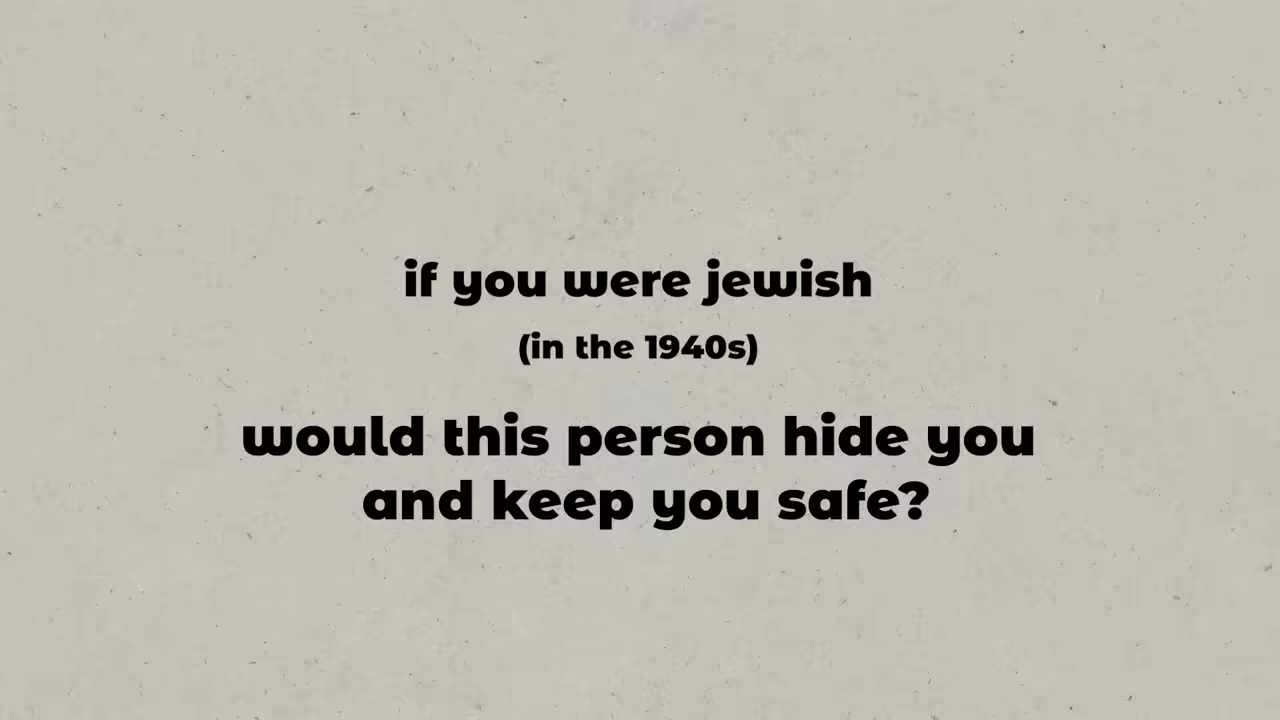 if you were jewish
(in the 1940s)
would this person hide you
and keep you safe?